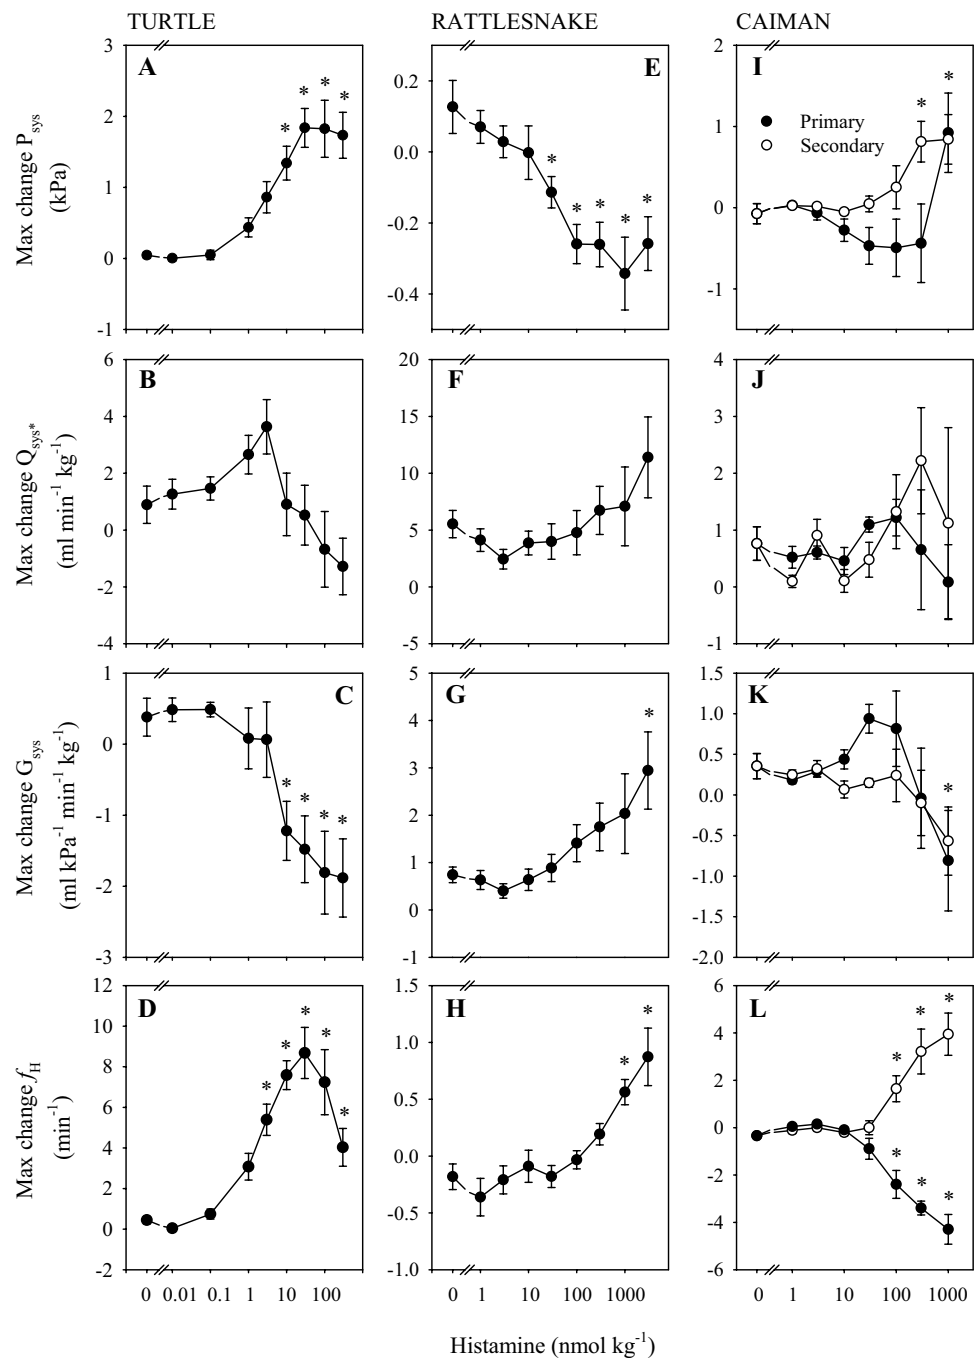 TURTLE RATTLESNAKE CAIMAN
A
Max change P_sys
(kPa)
3
2
1
0
-1
* * * *
E
0.2
0.0
-0.2
-0.4
* * * * *
I
2
1
0
-1
* *
Primary
Secondary
B
Max change Q_sys*
(ml min⁻¹ kg⁻¹)
6
4
2
0
-2
-4
F
20
15
10
5
0
-5
J
3
2
1
0
-1
C
Max change G_sys
(ml kPa⁻¹ min⁻¹ kg⁻¹)
1
0
-1
-2
-3
* * * *
G
5
4
3
2
1
0
-1
*
K
1.5
1.0
0.5
0.0
-0.5
-1.0
-2.0
*
D
Max change f_H
(min⁻¹)
12
10
8
6
4
2
0
-2
* * * * *
0 0.01 0.1 10 100
H
1.5
1.0
0.5
0.0
-0.5
-1.0
* *
0 1 10 100 1000
L
6
4
2
0
-2
-4
-6
* * *
* * *
0 1 10 100 1000
Histamine (nmol kg⁻¹)